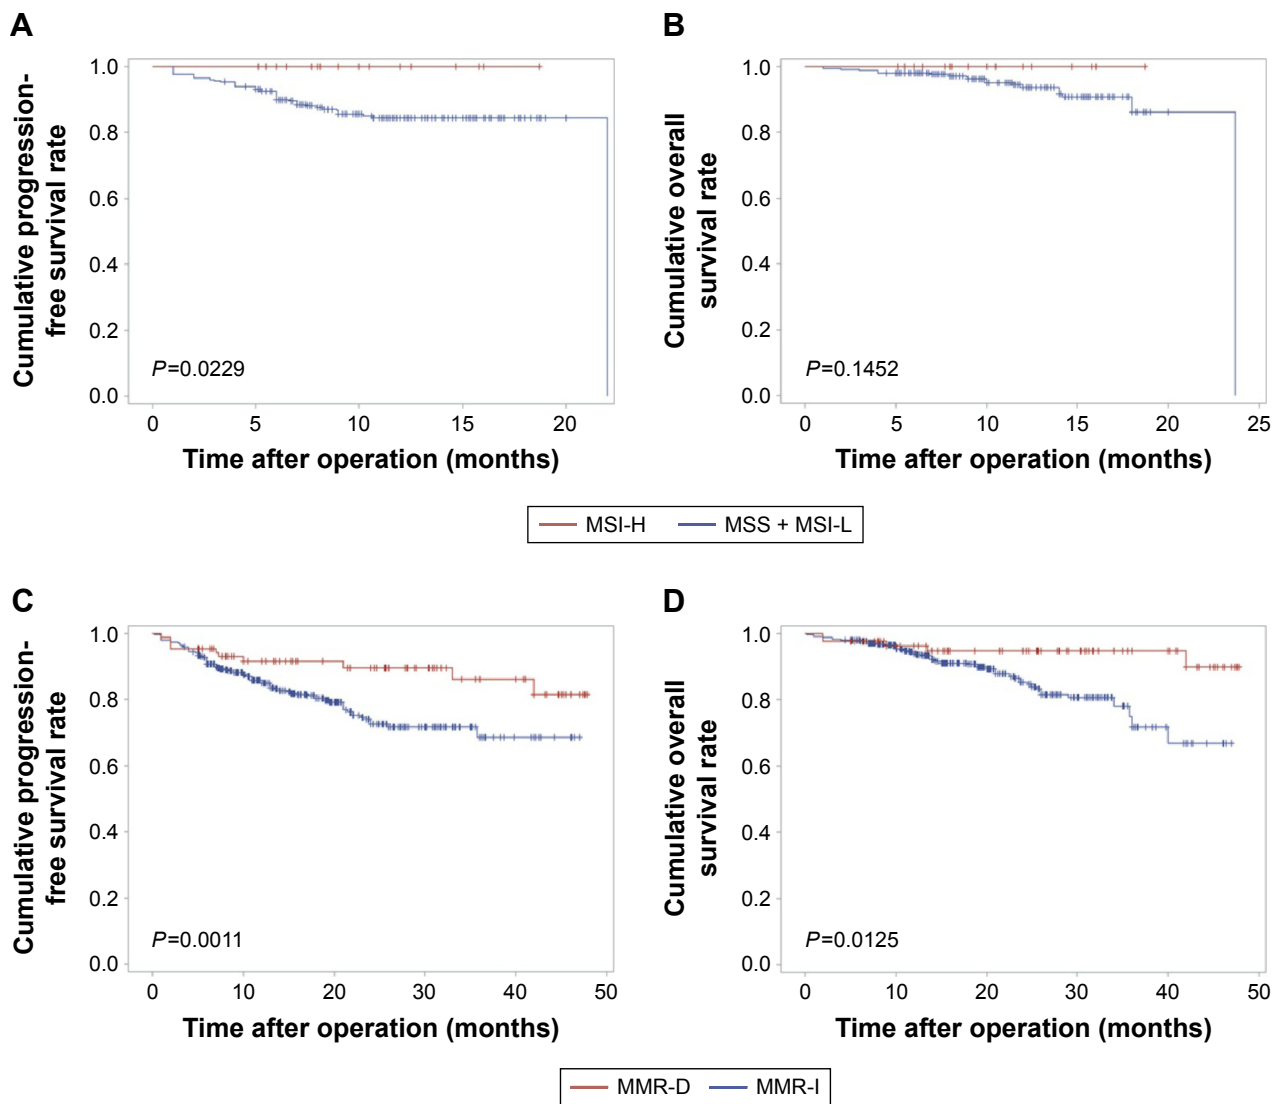 A
Cumulative progression-
free survival rate
1.0
0.8
0.6
0.4
0.2
0.0
P=0.0229
0 5 10 15 20
Time after operation (months)
B
Cumulative overall
survival rate
1.0
0.8
0.6
0.4
0.2
0.0
P=0.1452
0 5 10 15 20 25
Time after operation (months)
MSI-H MSS + MSI-L
C
Cumulative progression-
free survival rate
1.0
0.8
0.6
0.4
0.2
0.0
P=0.0011
0 10 20 30 40 50
Time after operation (months)
D
Cumulative overall
survival rate
1.0
0.8
0.6
0.4
0.2
0.0
P=0.0125
0 10 20 30 40 50
Time after operation (months)
MMR-D MMR-I